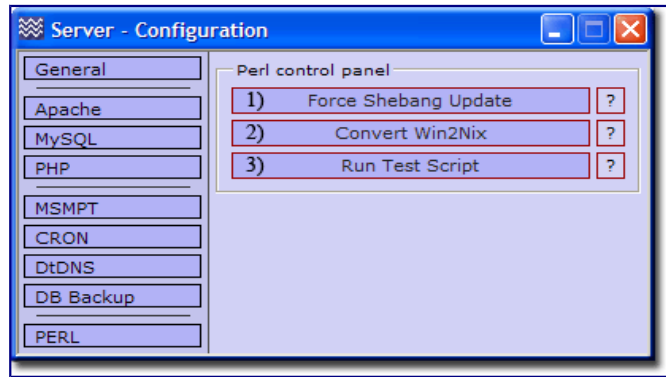 Server - Configuration
General
Apache
MySQL
PHP
MSMPT
CRON
DtDNS
DB Backup
PERL
Perl control panel
1) Force Shebang Update ?
2) Convert Win2Nix ?
3) Run Test Script ?